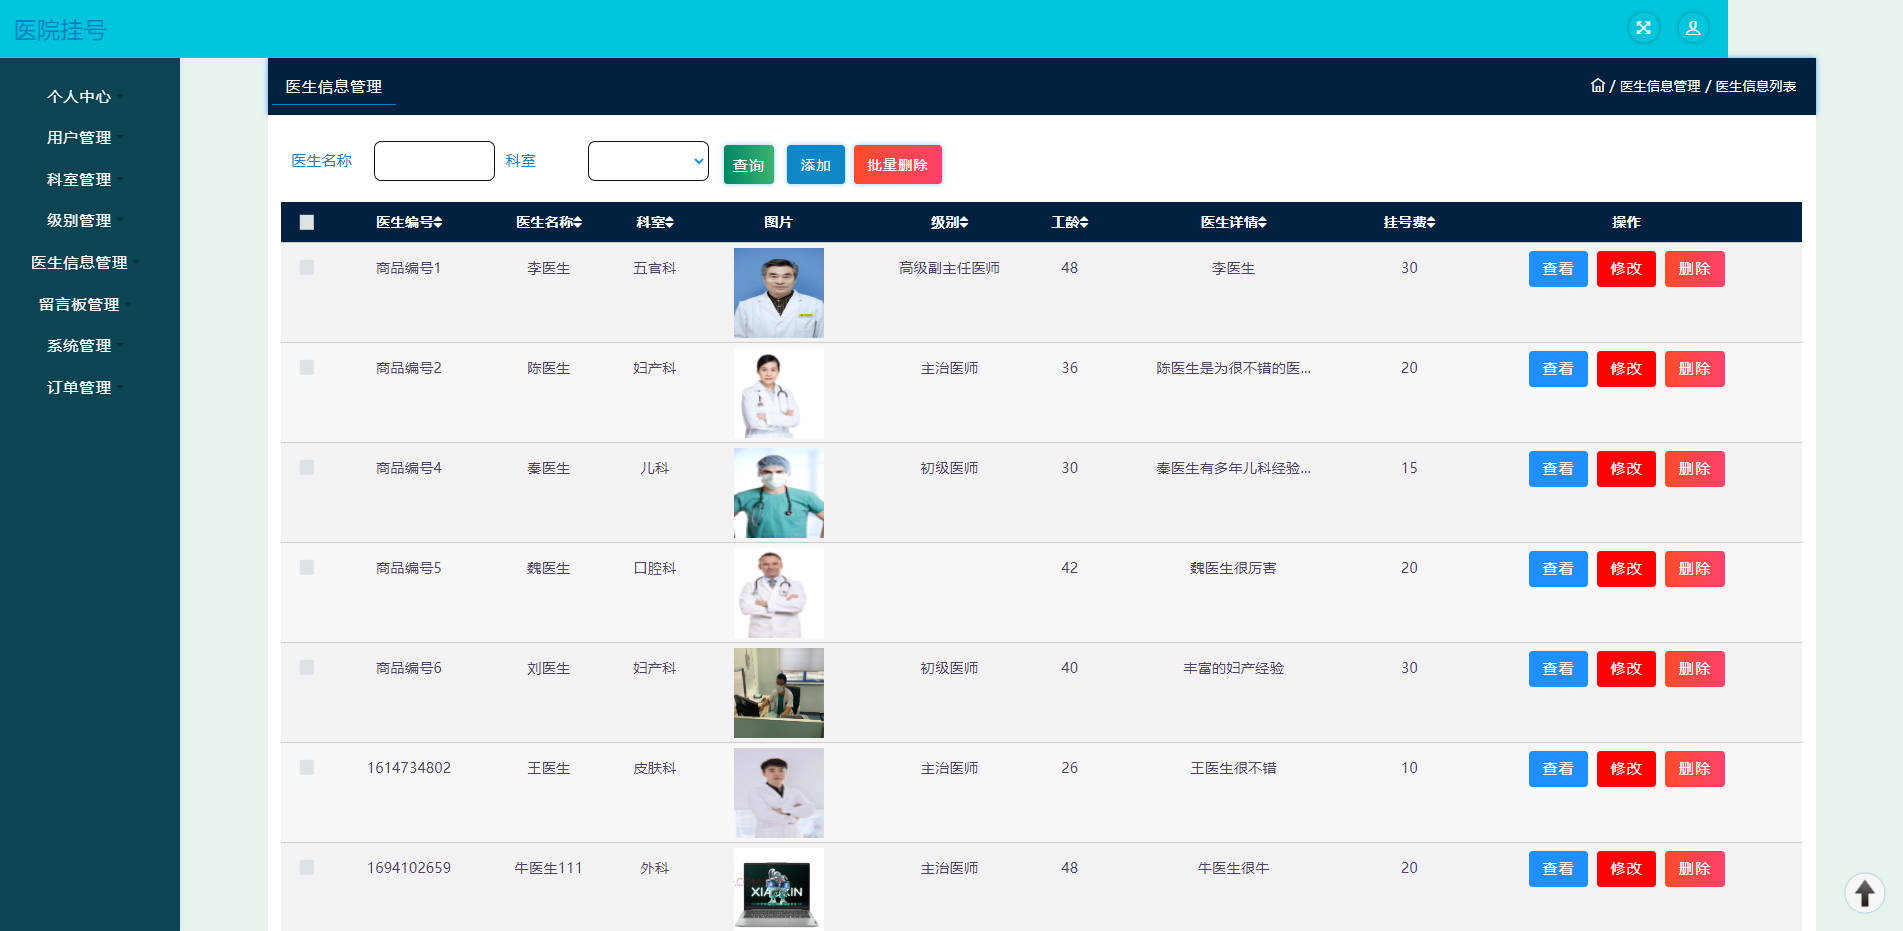 医院挂号
个人中心
用户管理
科室管理
级别管理
医生信息管理
留言板管理
系统管理
订单管理
医生信息管理
/ 医生信息管理 / 医生信息列表
医生名称 科室 查询 添加 批量删除
医生编号 医生名称 科室 图片 级别 工龄 医生详情 挂号费 操作
商品编号1 李医生 五官科 高级副主任医师 48 李医生 30 查看 修改 删除
商品编号2 陈医生 妇产科 主治医师 36 陈医生是为很不错的医... 20 查看 修改 删除
商品编号4 秦医生 儿科 初级医师 30 秦医生有多年儿科经验... 15 查看 修改 删除
商品编号5 魏医生 口腔科 42 魏医生很厉害 20 查看 修改 删除
商品编号6 刘医生 妇产科 初级医师 40 丰富的妇产经验 30 查看 修改 删除
1614734802 王医生 皮肤科 主治医师 26 王医生很不错 10 查看 修改 删除
1694102659 牛医生111 外科 主治医师 48 牛医生很牛 20 查看 修改 删除